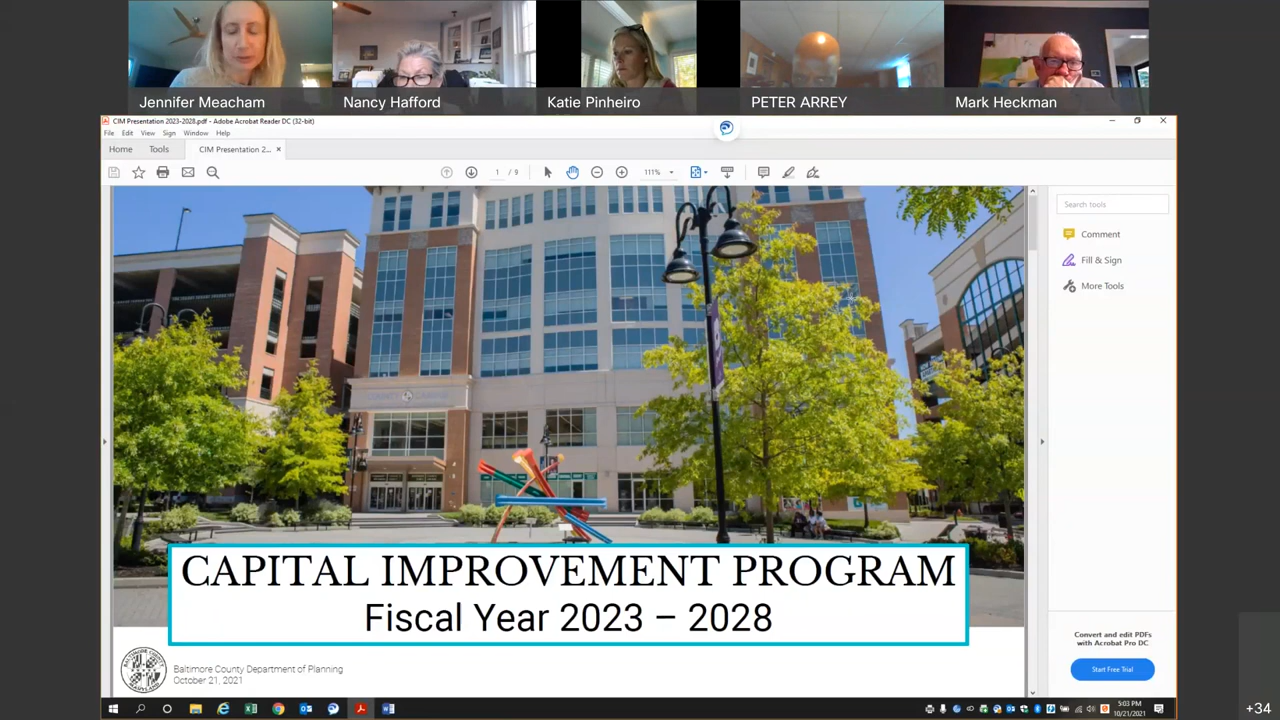 Jennifer Meacham
Nancy Hafford
Katie Pinheiro
PETER ARREY
Mark Heckman
CIM Presentation 2023-2028.pdf - Adobe Acrobat Reader DC (32-bit)
File Edit View Sign Window Help
Home Tools CIM Presentation 2... ×
1 / 9 111%
Search tools
Comment
Fill & Sign
More Tools
CAPITAL IMPROVEMENT PROGRAM
Fiscal Year 2023 – 2028
Baltimore County Department of Planning
October 21, 2021
Convert and edit PDFs
with Acrobat Pro DC
Start Free Trial
5:03 PM
10/21/2021
+34